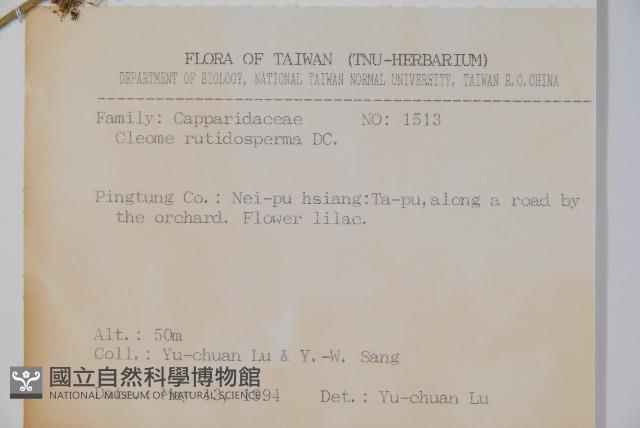 FLORA OF TAIWAN (TNU-HERBARIUM)
DEPARTMENT OF BIOLOGY, NATIONAL TAIWAN NORMAL UNIVERSITY, TAIWAN R.O.CHINA
Family: Capparidaceae NO: 1513
Cleome rutidosperma DC.
Pingtung Co.: Nei-pu hsiang:Ta-pu,along a road by
the orchard. Flower lilac.
Alt.: 50m
Coll.: Yu-chuan Lu & Y.-W. Sang
國立自然科學博物館
NATIONAL MUSEUM OF NATURAL SCIENCE
May 13, 1994 Det.: Yu-chuan Lu